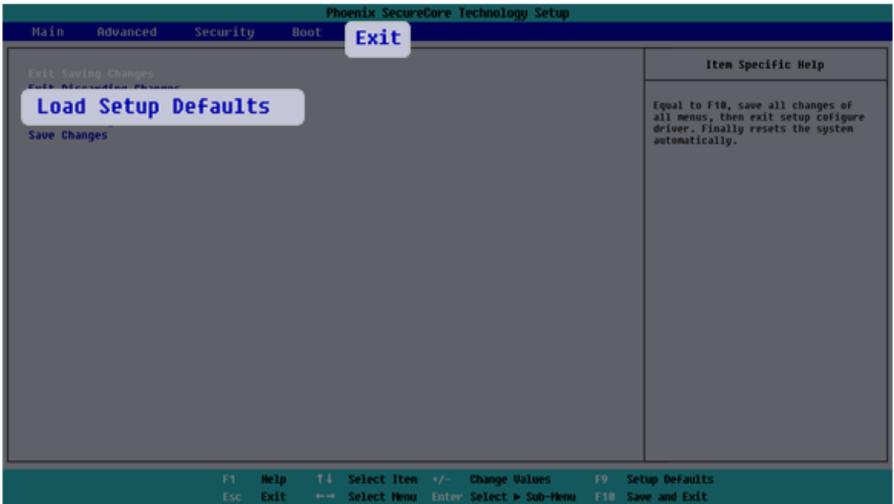 Phoenix SecureCore Technology Setup
Main Advanced Security Boot Exit
Item Specific Help
Exit Saving Changes
Exit Discarding Changes
Load Setup Defaults
Save Changes
Equal to F10, save all changes of
all menus, then exit setup cofigure
driver. Finally resets the system
automatically.
F1 Help ↑↓ Select Item +/- Change Values F9 Setup Defaults
Esc Exit ←→ Select Menu Enter Select ► Sub-Menu F10 Save and Exit